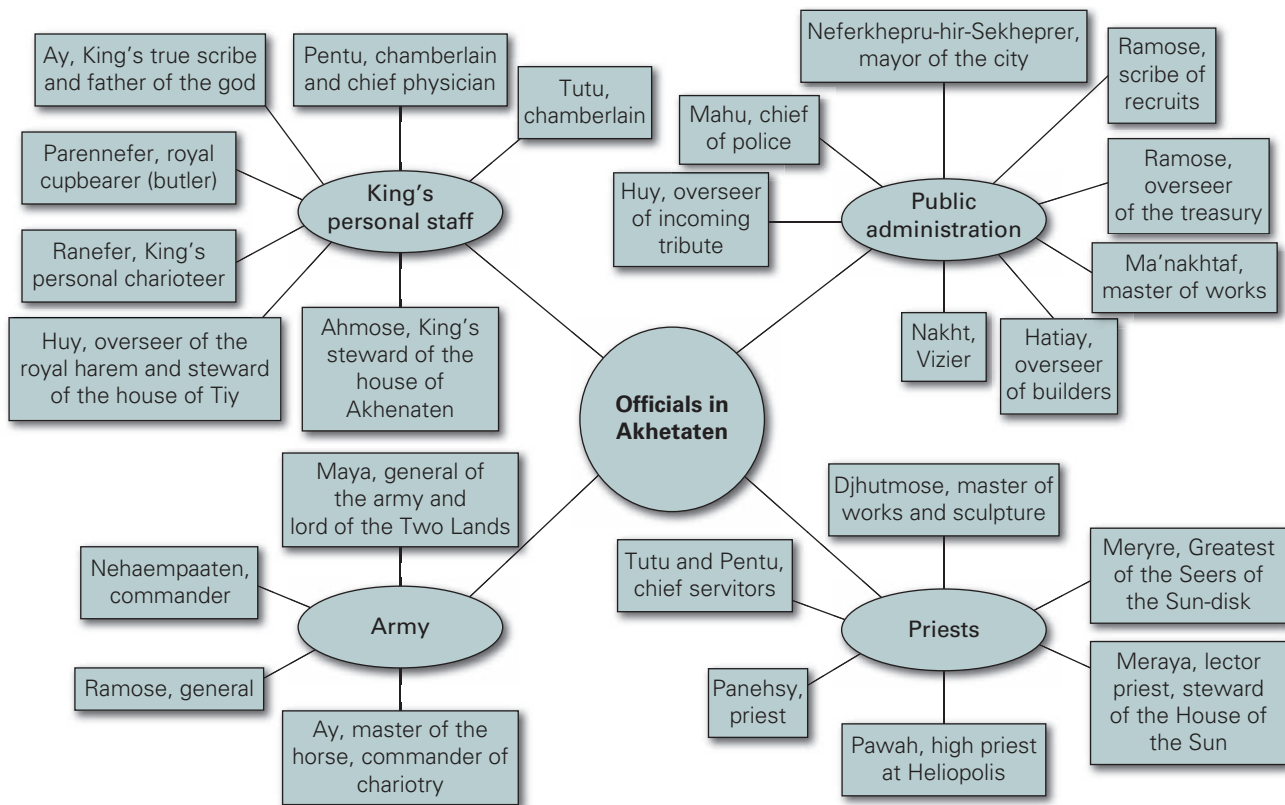 Ay, King's true scribe
and father of the god
Pentu, chamberlain
and chief physician
Tutu,
chamberlain
Parennefer, royal
cupbearer (butler)
King's
personal staff
Ranefer, King's
personal charioteer
Huy, overseer of the
royal harem and steward
of the house of Tiy
Ahmose, King's
steward of the
house of
Akhenaten
Neferkhepru-hir-Sekheprer,
mayor of the city
Ramose,
scribe of
recruits
Mahu, chief
of police
Ramose,
overseer
of the treasury
Huy, overseer
of incoming
tribute
Public
administration
Ma'nakhtaf,
master of works
Nakht,
Vizier
Hatiay,
overseer
of builders
Officials in
Akhetaten
Maya, general of
the army and
lord of the Two Lands
Nehaempaaten,
commander
Army
Ramose, general
Ay, master of the
horse, commander of
chariotry
Djhutmose, master of
works and sculpture
Tutu and Pentu,
chief servitors
Meryre, Greatest
of the Seers of
the Sun-disk
Priests
Panehsy,
priest
Meraya, lector
priest, steward
of the House of
the Sun
Pawah, high priest
at Heliopolis